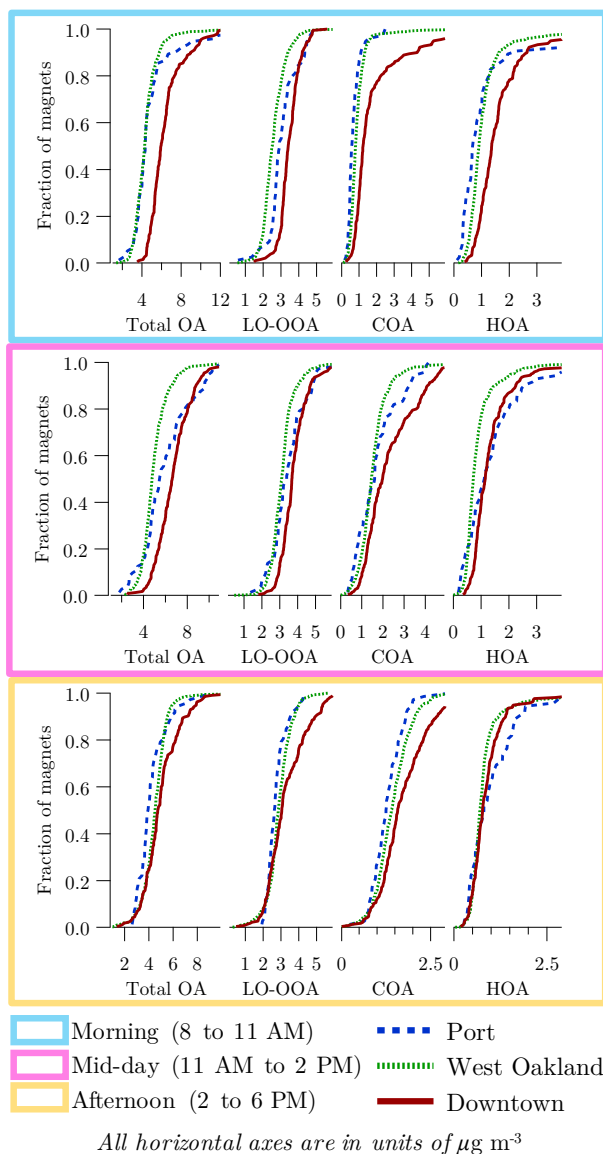 1.0
0.8
0.6
0.4
0.2
0.0
Fraction of magnets
4 8 12 1 2 3 4 5 0 1 2 3 4 5 0 1 2 3
Total OA LO-OOA COA HOA
1.0
0.8
0.6
0.4
0.2
0.0
Fraction of magnets
4 8 1 2 3 4 5 0 1 2 3 4 0 1 2 3
Total OA LO-OOA COA HOA
1.0
0.8
0.6
0.4
0.2
0.0
Fraction of magnets
2 4 6 8 1 2 3 4 5 0 2.5 0 2.5
Total OA LO-OOA COA HOA
Morning (8 to 11 AM) Port
Mid-day (11 AM to 2 PM) West Oakland
Afternoon (2 to 6 PM) Downtown
All horizontal axes are in units of μg m⁻³